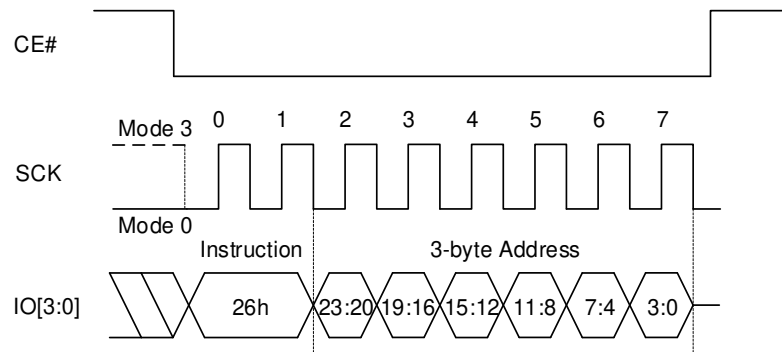 CE#
Mode 3 0 1 2 3 4 5 6 7
SCK
Mode 0
Instruction 3-byte Address
IO[3:0] 26h 23:20 19:16 15:12 11:8 7:4 3:0